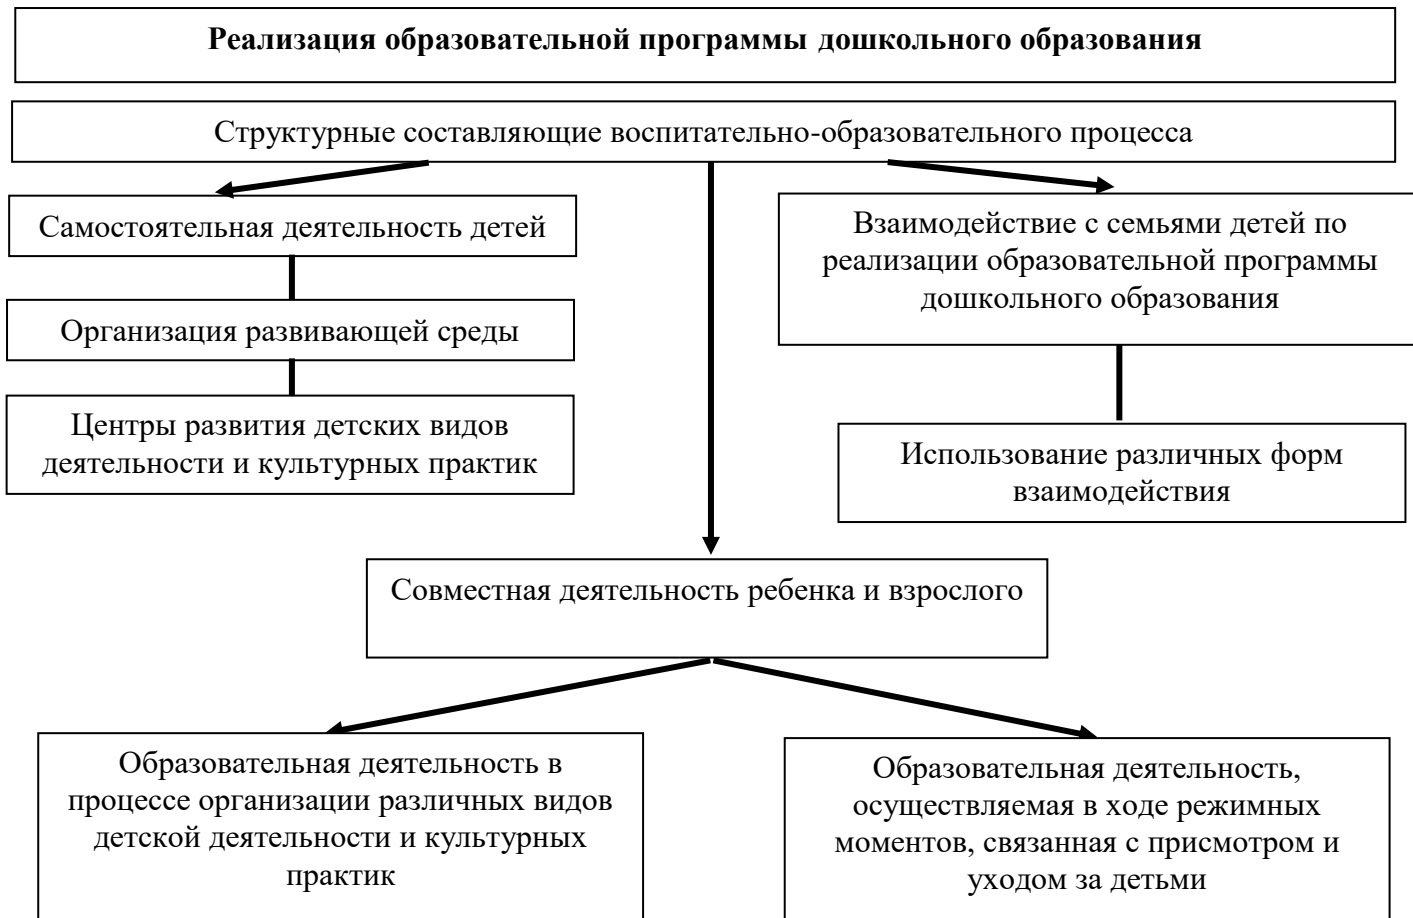 Реализация образовательной программы дошкольного образования
Структурные составляющие воспитательно-образовательного процесса
Самостоятельная деятельность детей
Взаимодействие с семьями детей по
реализации образовательной программы
дошкольного образования
Организация развивающей среды
Центры развития детских видов
деятельности и культурных практик
Использование различных форм
взаимодействия
Совместная деятельность ребенка и взрослого
Образовательная деятельность в
процессе организации различных видов
детской деятельности и культурных
практик
Образовательная деятельность,
осуществляемая в ходе режимных
моментов, связанная с присмотром и
уходом за детьми